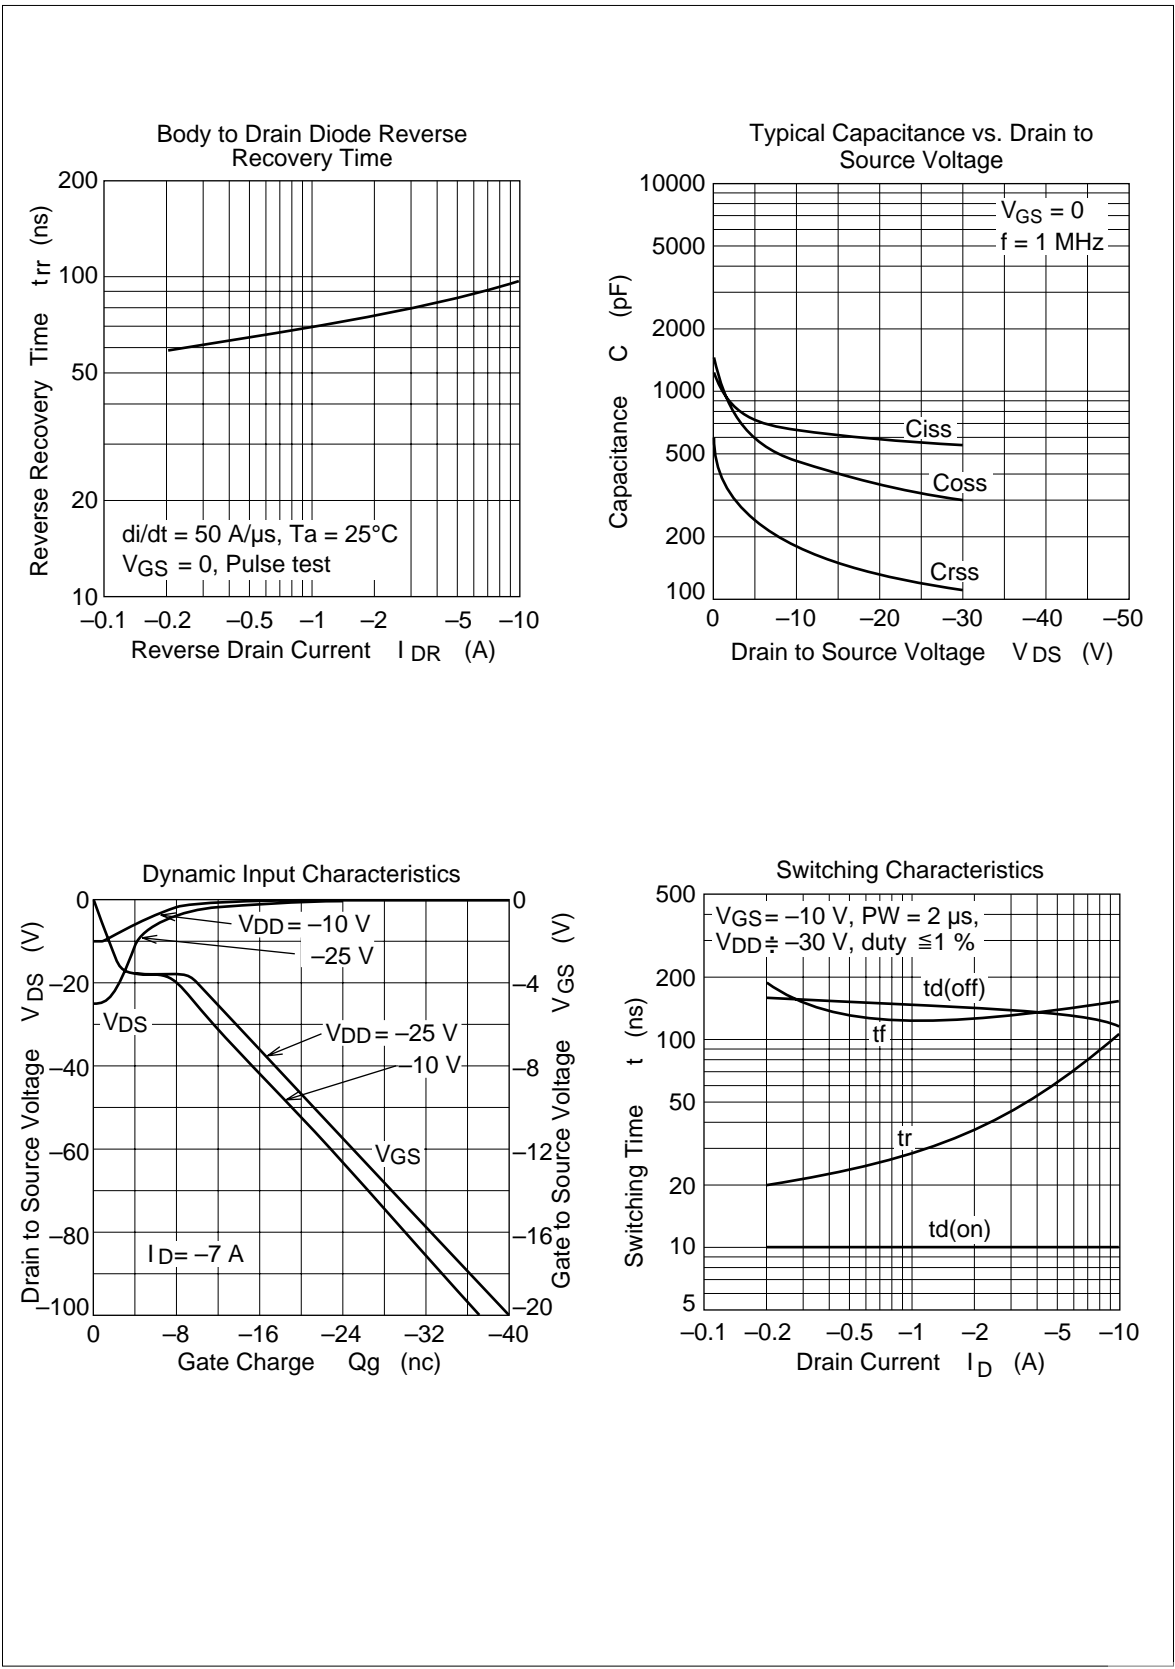 Body to Drain Diode Reverse
Recovery Time
200
100
50
20
10
Reverse Recovery Time trr (ns)
di/dt = 50 A/µs, Ta = 25°C
VGS = 0, Pulse test
–0.1 –0.2 –0.5 –1 –2 –5 –10
Reverse Drain Current I DR (A)
Typical Capacitance vs. Drain to
Source Voltage
10000
5000
2000
1000
500
200
100
Capacitance C (pF)
VGS = 0
f = 1 MHz
Ciss
Coss
Crss
0 –10 –20 –30 –40 –50
Drain to Source Voltage V DS (V)
Dynamic Input Characteristics
0
–20
–40
–60
–80
–100
Drain to Source Voltage V DS (V)
VDD = –10 V
–25 V
VDS
VDD = –25 V
–10 V
VGS
I D = –7 A
0
–4
–8
–12
–16
–20
Gate to Source Voltage V GS (V)
0 –8 –16 –24 –32 –40
Gate Charge Qg (nc)
Switching Characteristics
500
200
100
50
20
10
5
Switching Time t (ns)
VGS = –10 V, PW = 2 µs,
VDD ≑ –30 V, duty ≦ 1 %
td(off)
tf
tr
td(on)
–0.1 –0.2 –0.5 –1 –2 –5 –10
Drain Current I D (A)